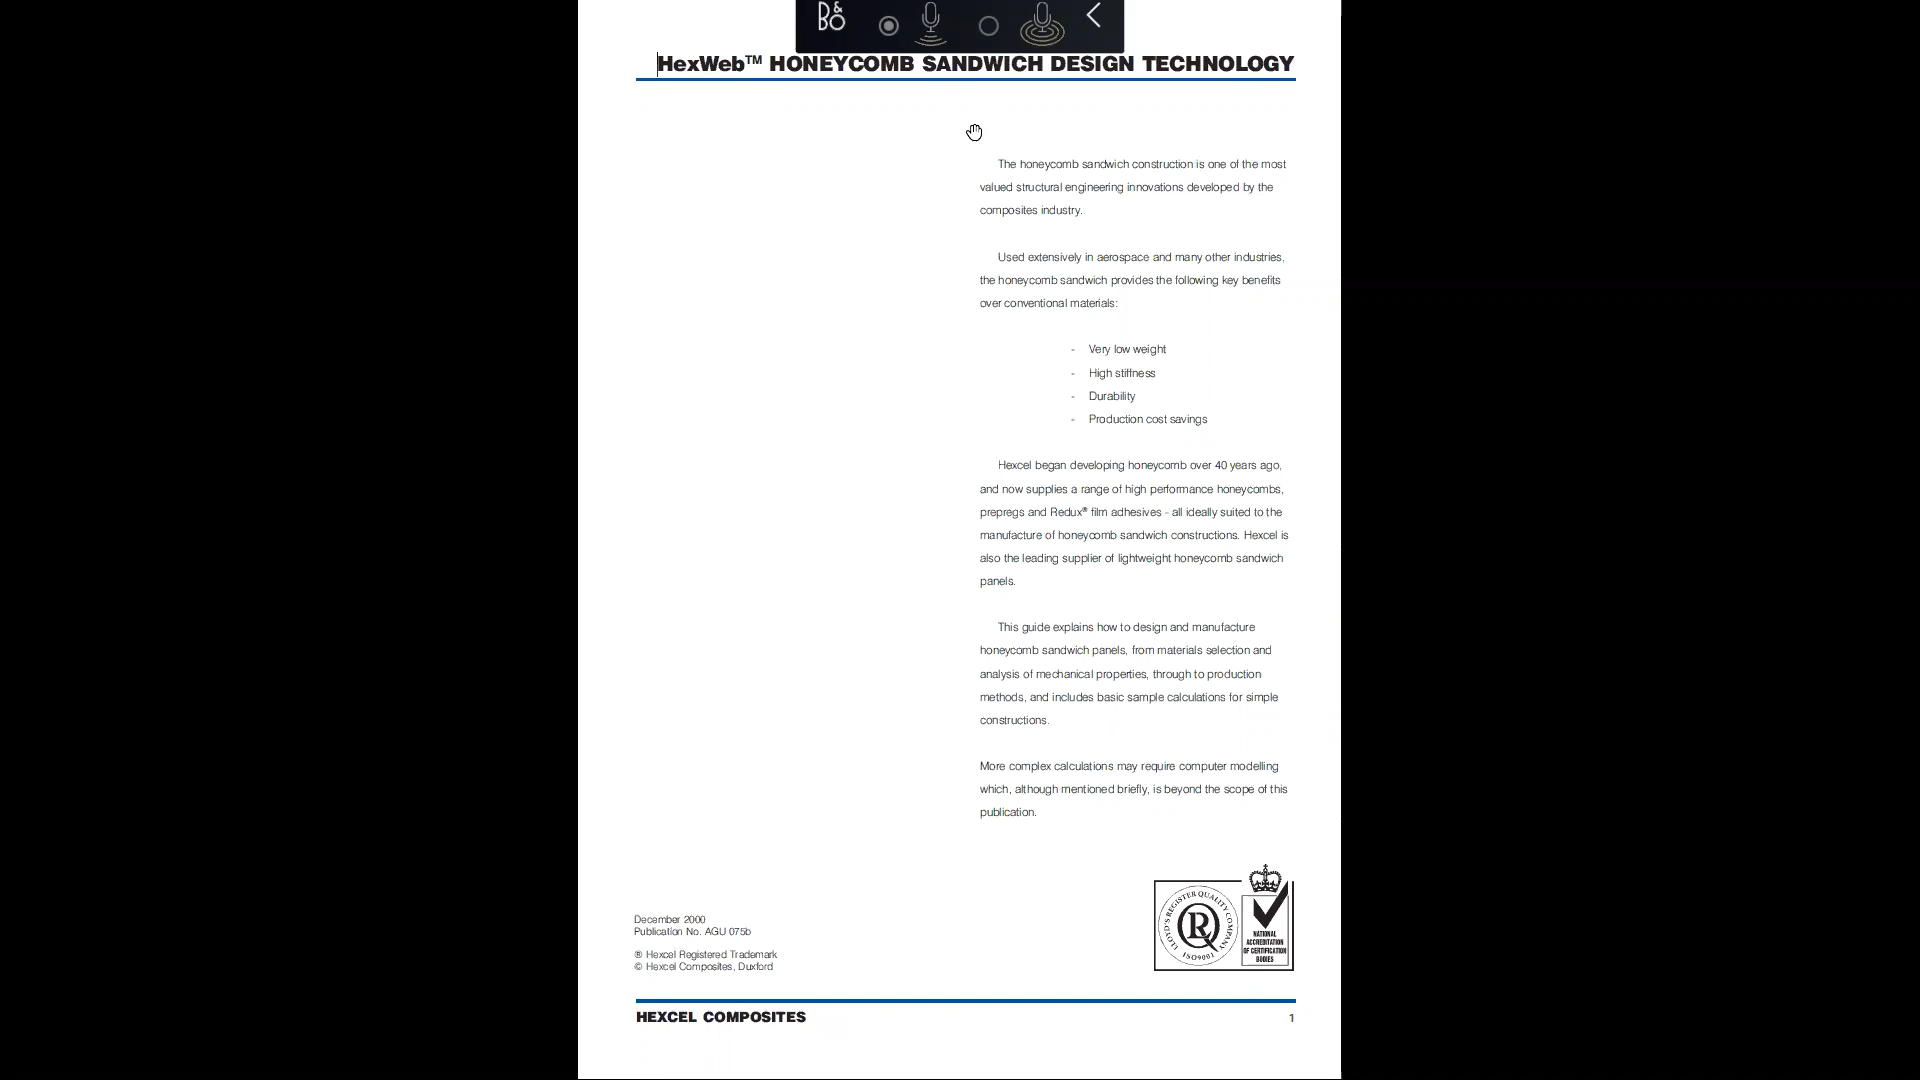 B&O
HexWeb™ HONEYCOMB SANDWICH DESIGN TECHNOLOGY
The honeycomb sandwich construction is one of the most
valued structural engineering innovations developed by the
composites industry.
Used extensively in aerospace and many other industries,
the honeycomb sandwich provides the following key benefits
over conventional materials:
- Very low weight
- High stiffness
- Durability
- Production cost savings
Hexcel began developing honeycomb over 40 years ago,
and now supplies a range of high performance honeycombs,
prepregs and Redux® film adhesives - all ideally suited to the
manufacture of honeycomb sandwich constructions. Hexcel is
also the leading supplier of lightweight honeycomb sandwich
panels.
This guide explains how to design and manufacture
honeycomb sandwich panels, from materials selection and
analysis of mechanical properties, through to production
methods, and includes basic sample calculations for simple
constructions.
More complex calculations may require computer modelling
which, although mentioned briefly, is beyond the scope of this
publication.
December 2000
Publication No. AGU 075b
® Hexcel Registered Trademark
© Hexcel Composites, Duxford
LLOYD'S REGISTER QUALITY COMPANY
LRQ
ISO9001
NATIONAL
ACCREDITATION
OF CERTIFICATION
BODIES
HEXCEL COMPOSITES
1